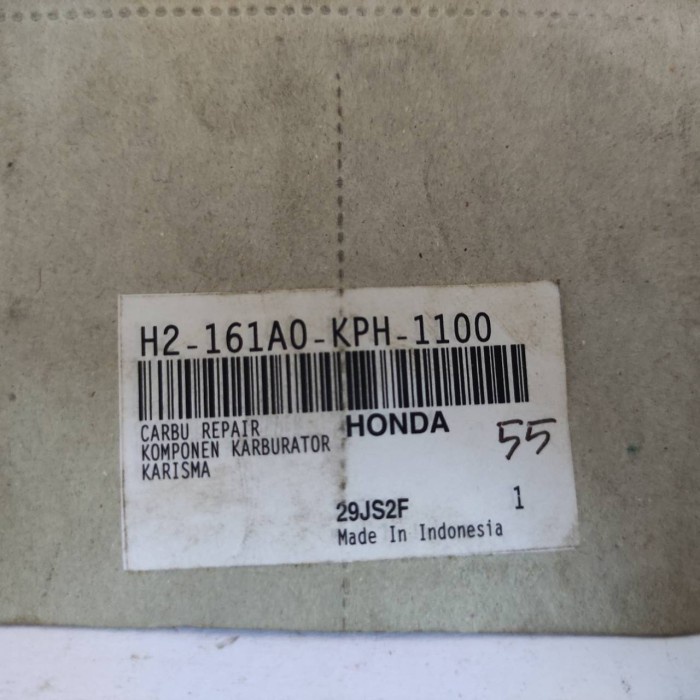 H2-161A0-KPH-1100
CARBU REPAIR
KOMPONEN KARBURATOR
KARISMA
HONDA
55
29JS2F
1
Made In Indonesia